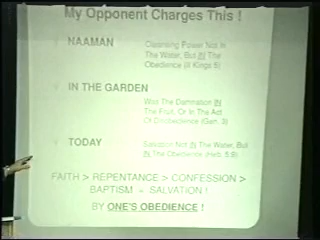 My Opponent Charges This !
NAAMAN
Cleansing Power Not In
The Water, But IN The
Obedience (II Kings 5)
IN THE GARDEN
Was The Damnation IN
The Fruit, Or In The Act
Of Disobedience (Gen. 3)
TODAY
Salvation Not IN The Water, But
IN The Obedience (Heb. 5:9)
FAITH > REPENTANCE > CONFESSION >
BAPTISM = SALVATION !
BY ONE'S OBEDIENCE !